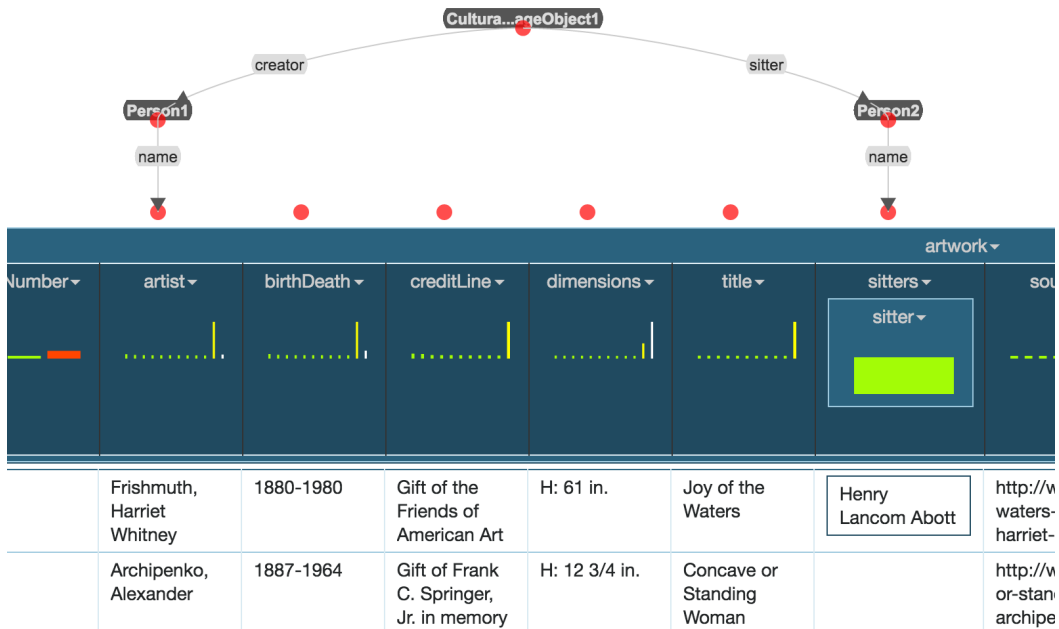 Cultura...ageObject1
creator
sitter
Person1
Person2
name
name
artwork
Number
artist
birthDeath
creditLine
dimensions
title
sitters
sou
sitter
Frishmuth,
Harriet
Whitney
1880-1980
Gift of the
Friends of
American Art
H: 61 in.
Joy of the
Waters
Henry
Lancom Abott
http://w
waters-
harriet-
Archipenko,
Alexander
1887-1964
Gift of Frank
C. Springer,
Jr. in memory
H: 12 3/4 in.
Concave or
Standing
Woman
http://w
or-stan
archipe